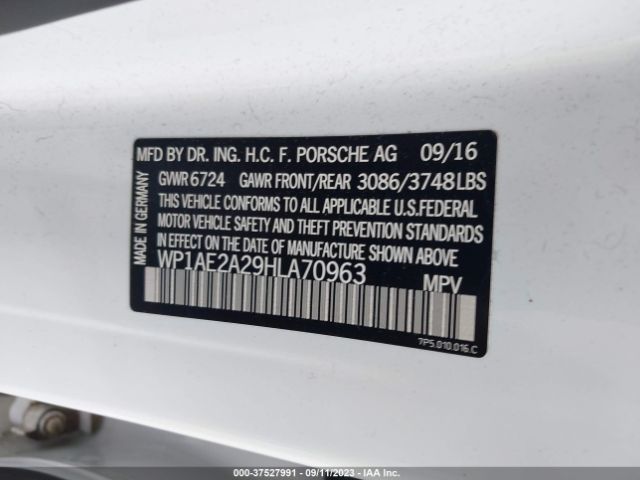 MFD BY DR. ING. H.C. F. PORSCHE AG 09/16
GVWR 6724 GAWR FRONT/REAR 3086/3748 LBS
THIS VEHICLE CONFORMS TO ALL APPLICABLE U.S.FEDERAL
MOTOR VEHICLE SAFETY AND THEFT PREVENTION STANDARDS
IN EFFECT ON THE DATE OF MANUFACTURE SHOWN ABOVE
WP1AE2A29HLA70963 MPV
MADE IN GERMANY
7P5.010.016.C
000-37527991 - 09/11/2023 - IAA Inc.